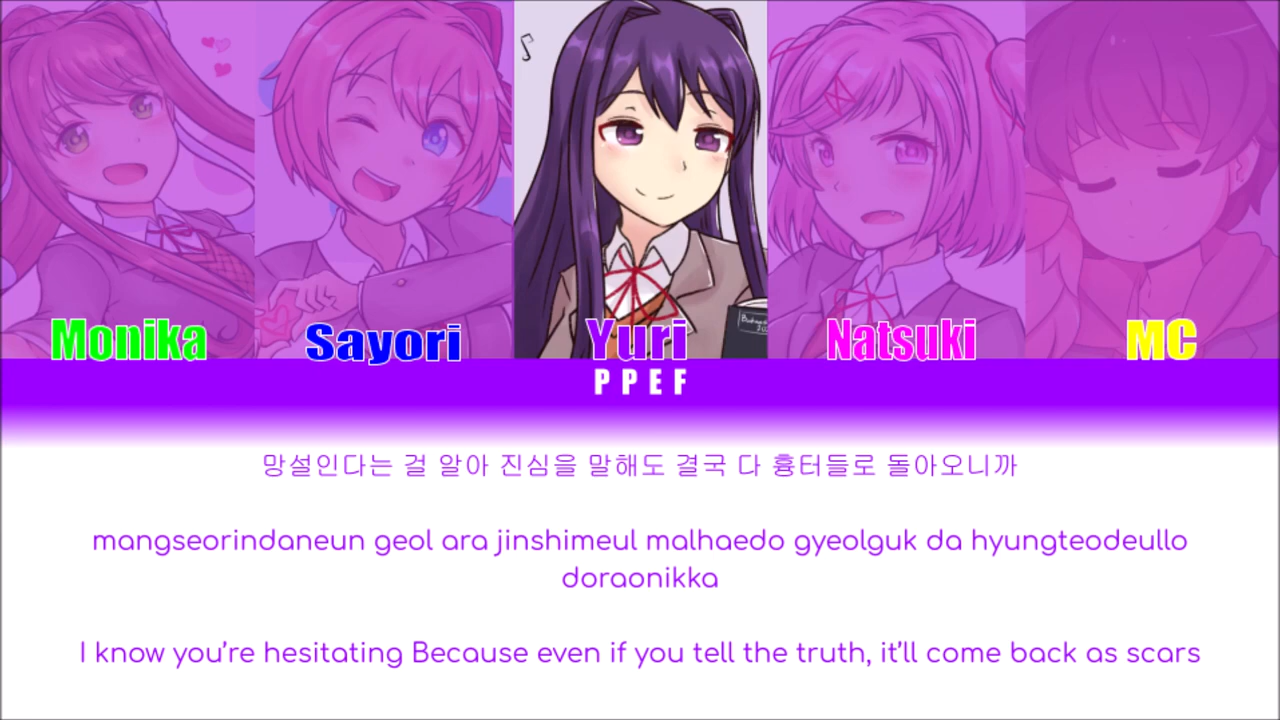 Monika
Sayori
Yuri
Natsuki
MC
PPEF
망설인다는 걸 알아 진심을 말해도 결국 다 흉터들로 돌아오니까
mangseorindaneun geol ara jinshimeul malhaedo gyeolguk da hyungteodeullo
doraonikka
I know you're hesitating Because even if you tell the truth, it'll come back as scars